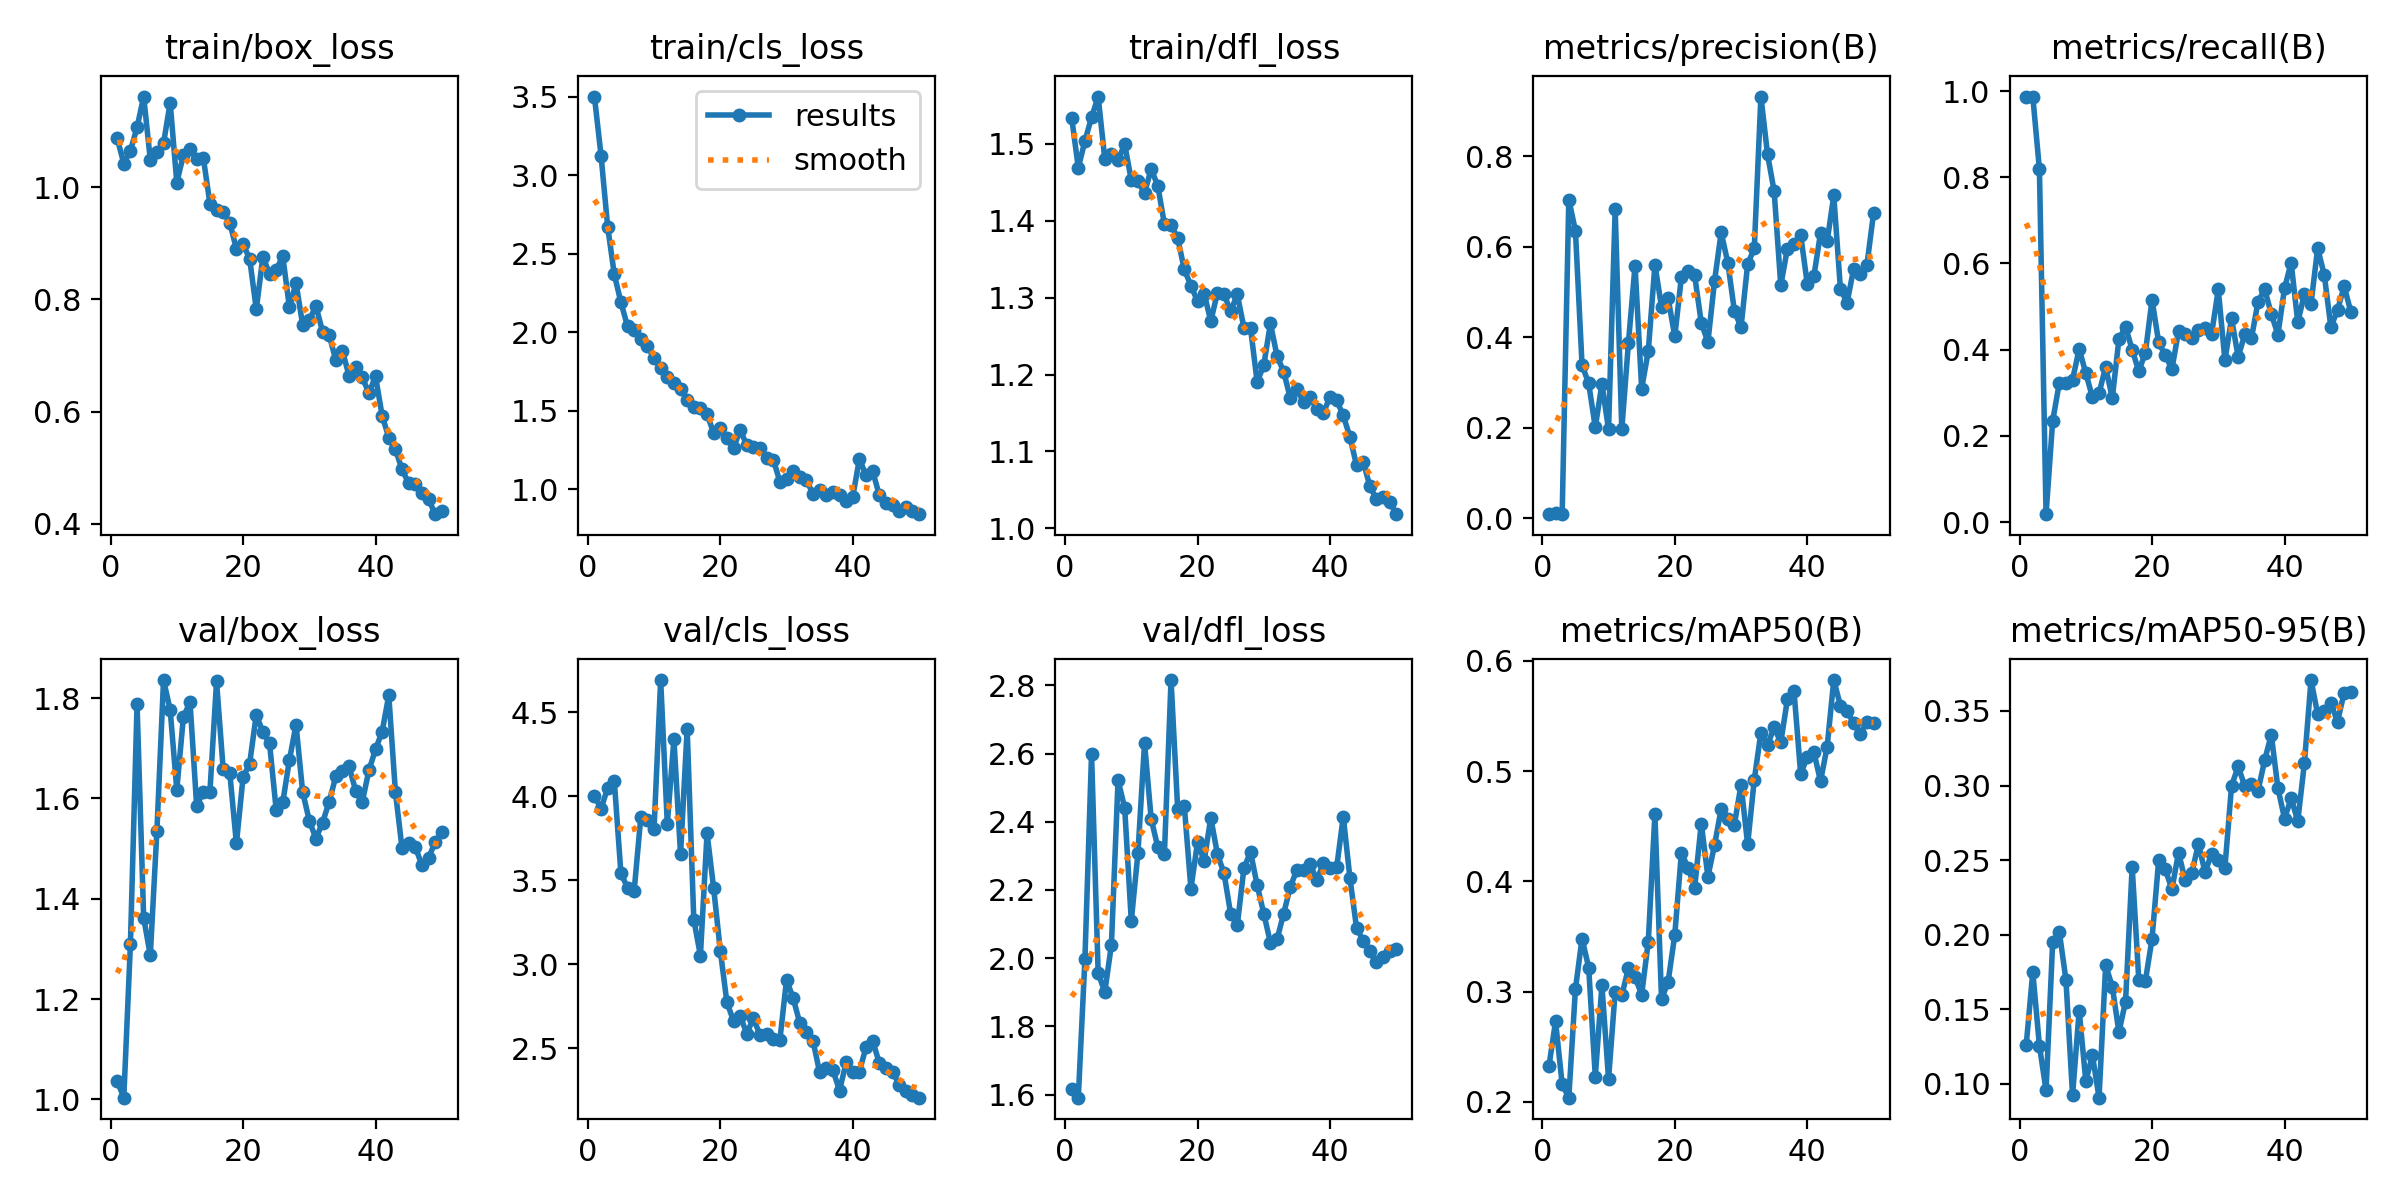 train/box_loss
1.0
0.8
0.6
0.4
0 20 40
train/cls_loss
results
smooth
3.5
3.0
2.5
2.0
1.5
1.0
0 20 40
train/dfl_loss
1.5
1.4
1.3
1.2
1.1
1.0
0 20 40
metrics/precision(B)
0.8
0.6
0.4
0.2
0.0
0 20 40
metrics/recall(B)
1.0
0.8
0.6
0.4
0.2
0.0
0 20 40
val/box_loss
1.8
1.6
1.4
1.2
1.0
0 20 40
val/cls_loss
4.5
4.0
3.5
3.0
2.5
0 20 40
val/dfl_loss
2.8
2.6
2.4
2.2
2.0
1.8
1.6
0 20 40
metrics/mAP50(B)
0.6
0.5
0.4
0.3
0.2
0 20 40
metrics/mAP50-95(B)
0.35
0.30
0.25
0.20
0.15
0.10
0 20 40